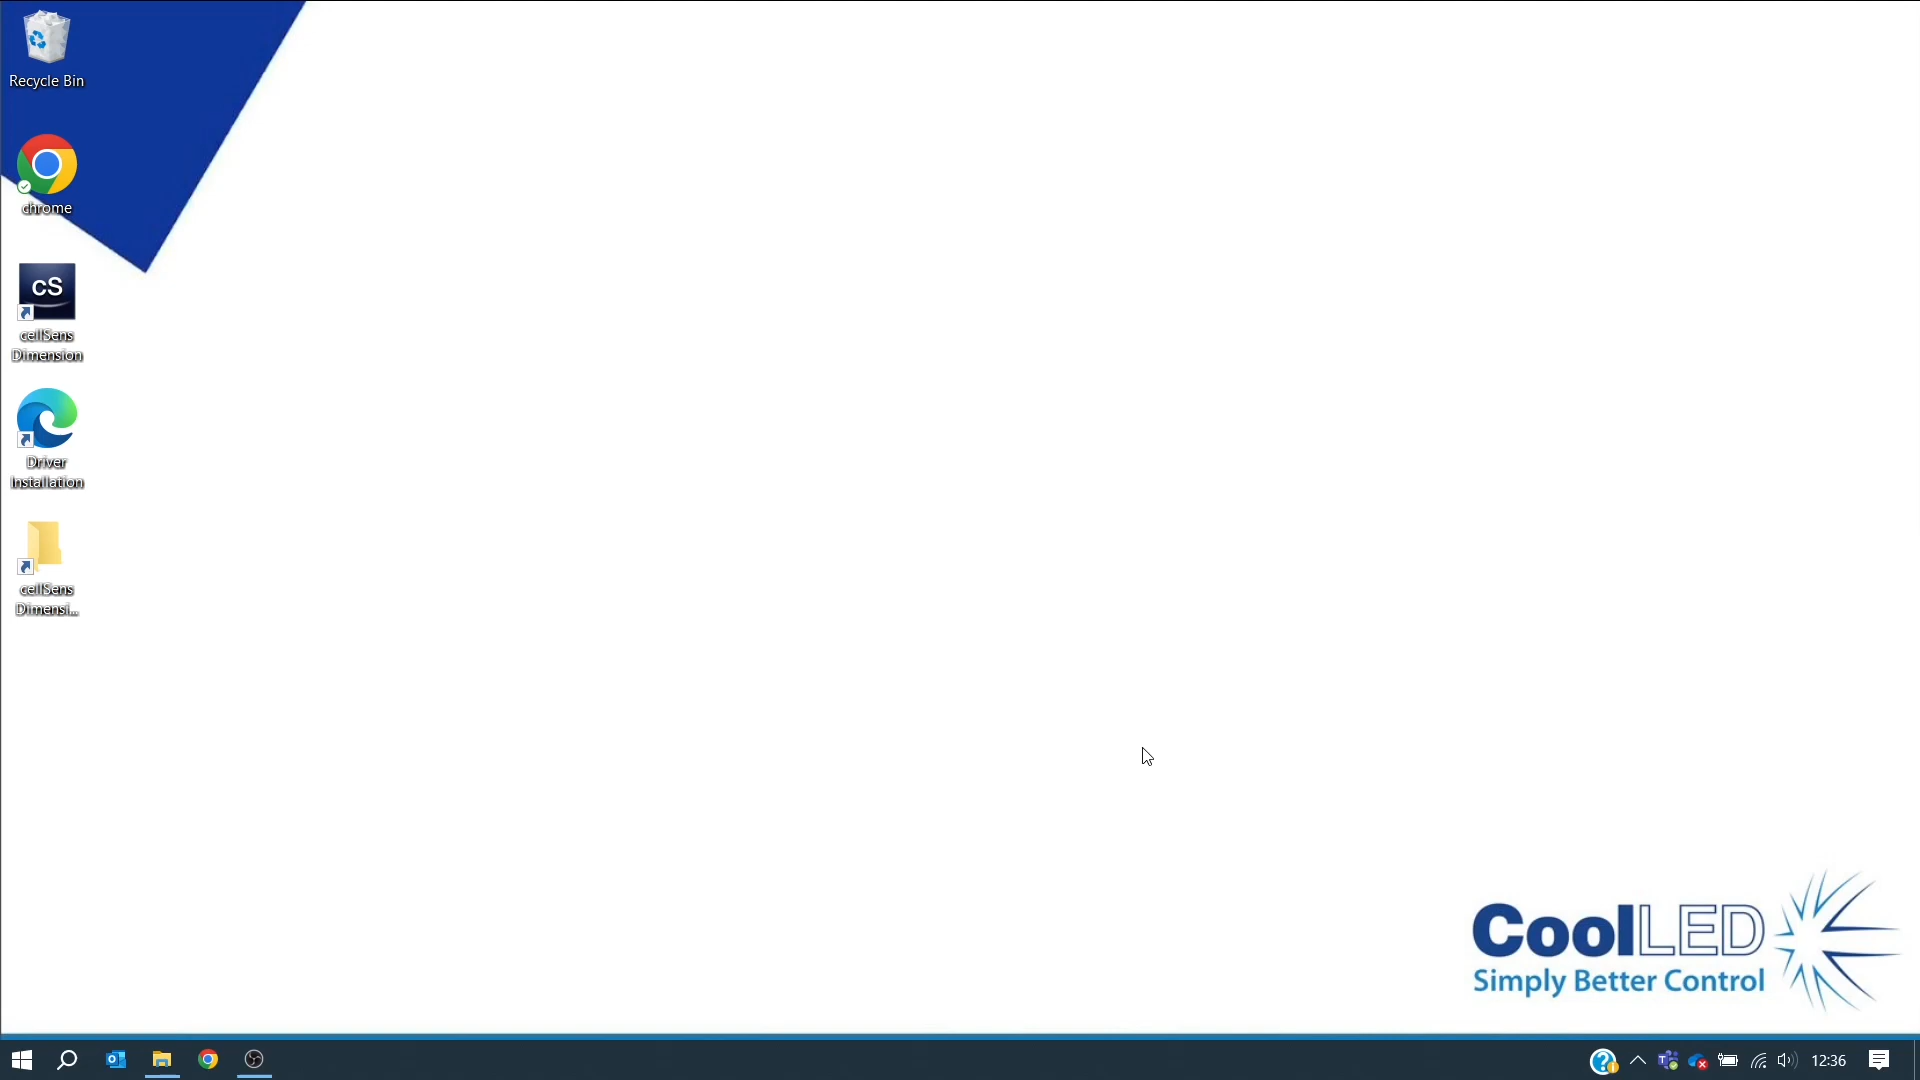 Recycle Bin
chrome
cS
cellSens
Dimension
Driver
Installation
cellSens
Dimensi...
CoolLED
Simply Better Control
12:36